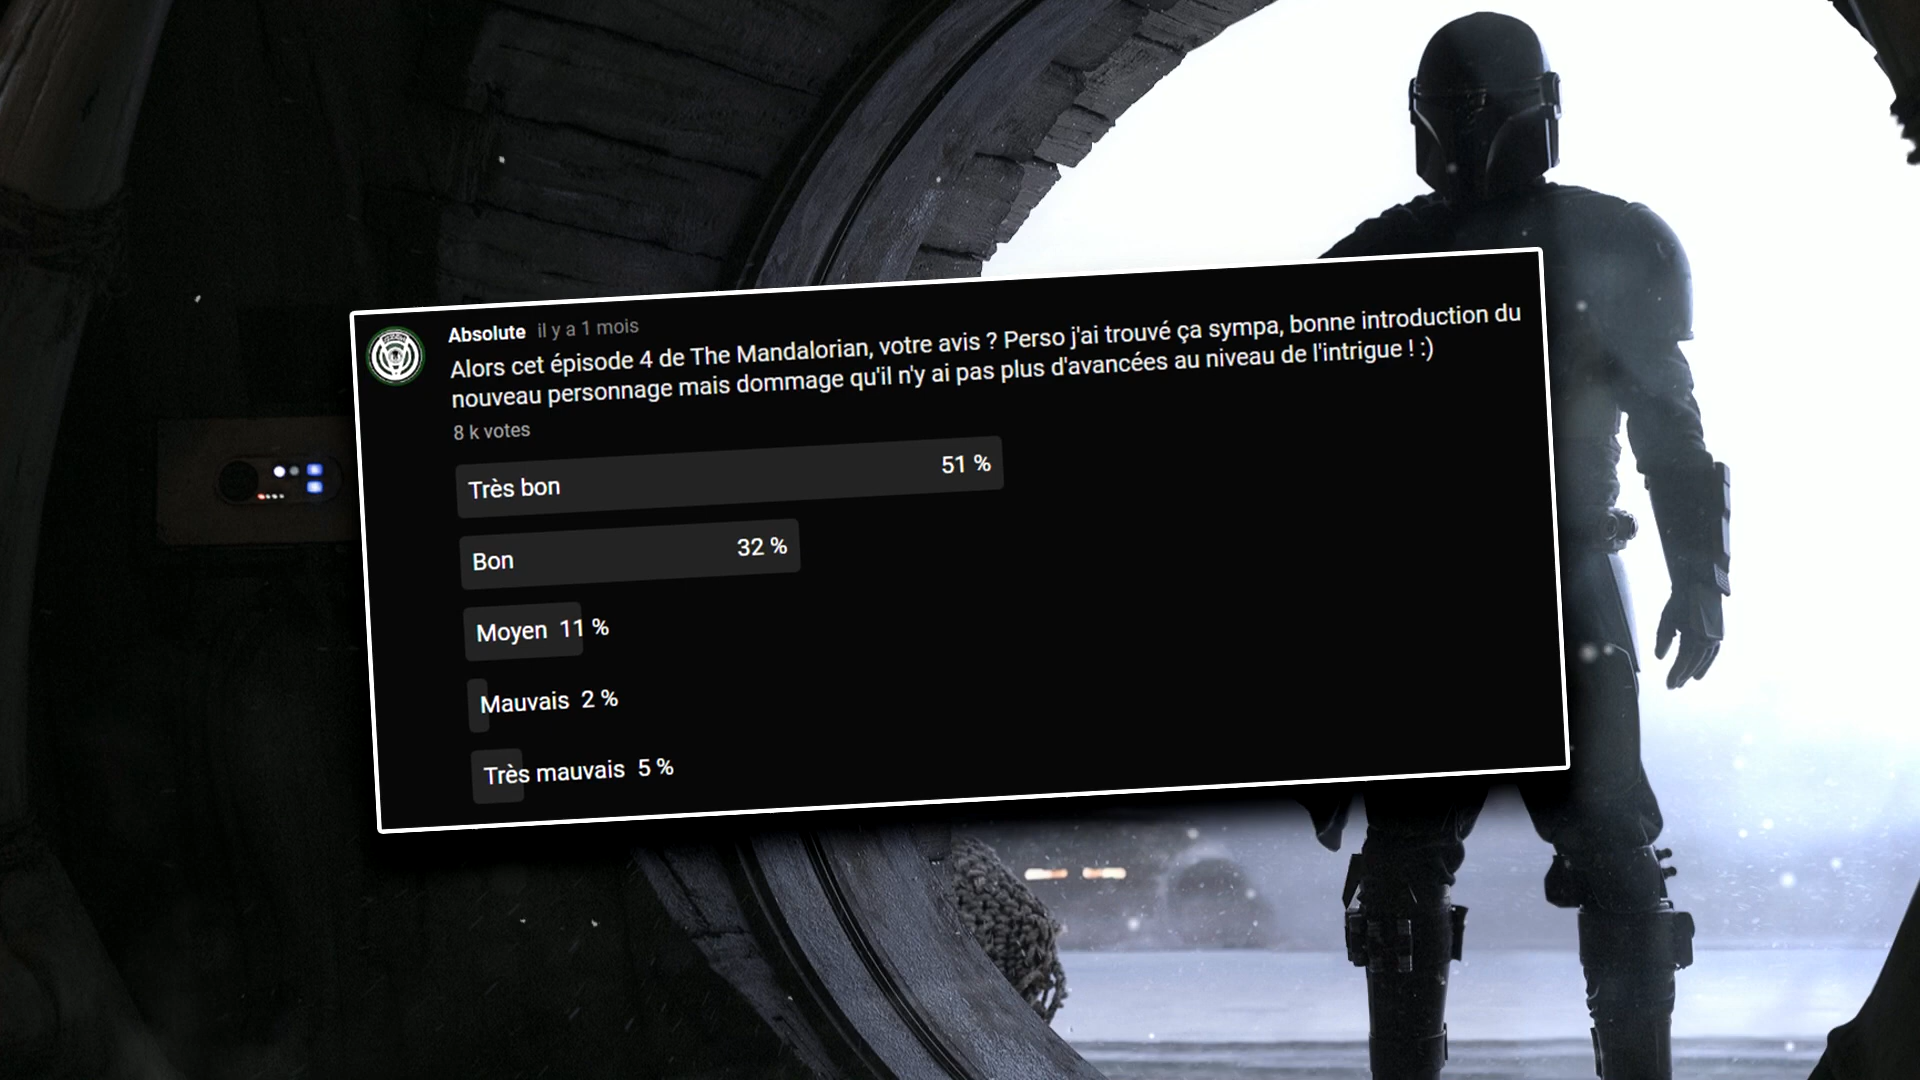 Absolute il y a 1 mois
Alors cet épisode 4 de The Mandalorian, votre avis ? Perso j'ai trouvé ça sympa, bonne introduction du
nouveau personnage mais dommage qu'il n'y ai pas plus d'avancées au niveau de l'intrigue ! :)
8 k votes
Très bon 51 %
Bon 32 %
Moyen 11 %
Mauvais 2 %
Très mauvais 5 %